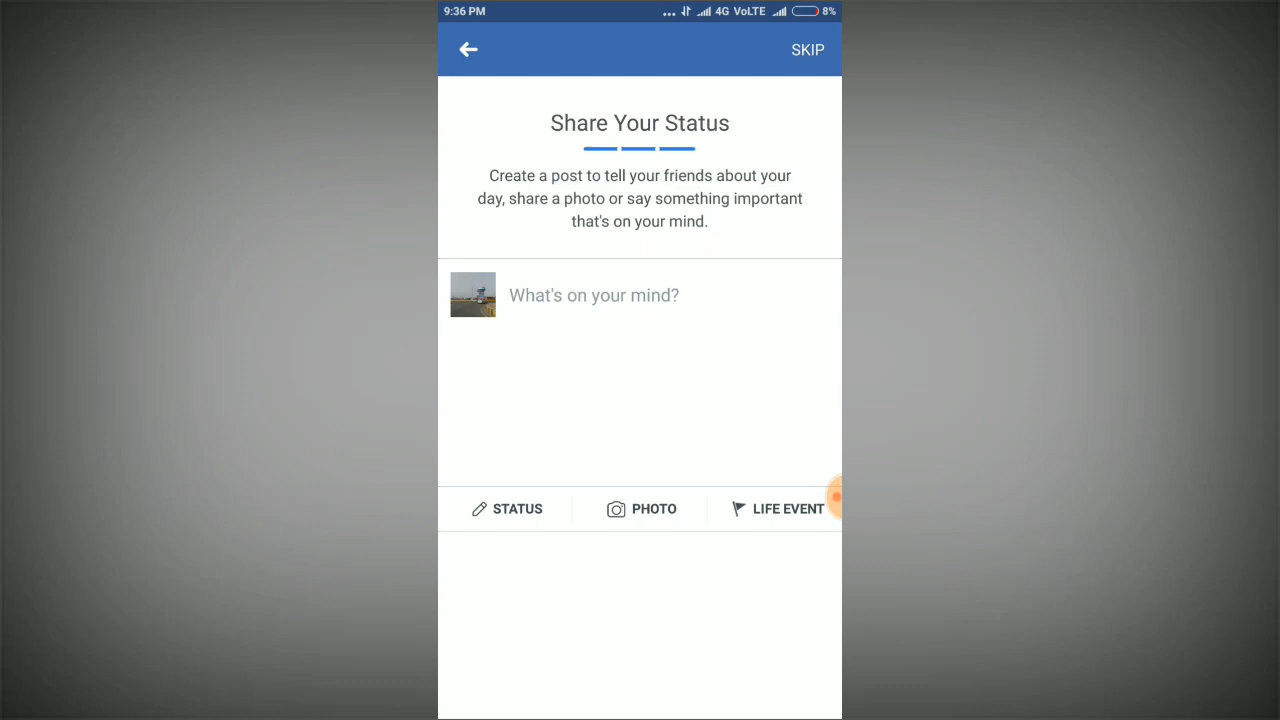 9:36 PM ... 4G VoLTE 8%
SKIP
Share Your Status
Create a post to tell your friends about your
day, share a photo or say something important
that's on your mind.
What's on your mind?
STATUS PHOTO LIFE EVENT